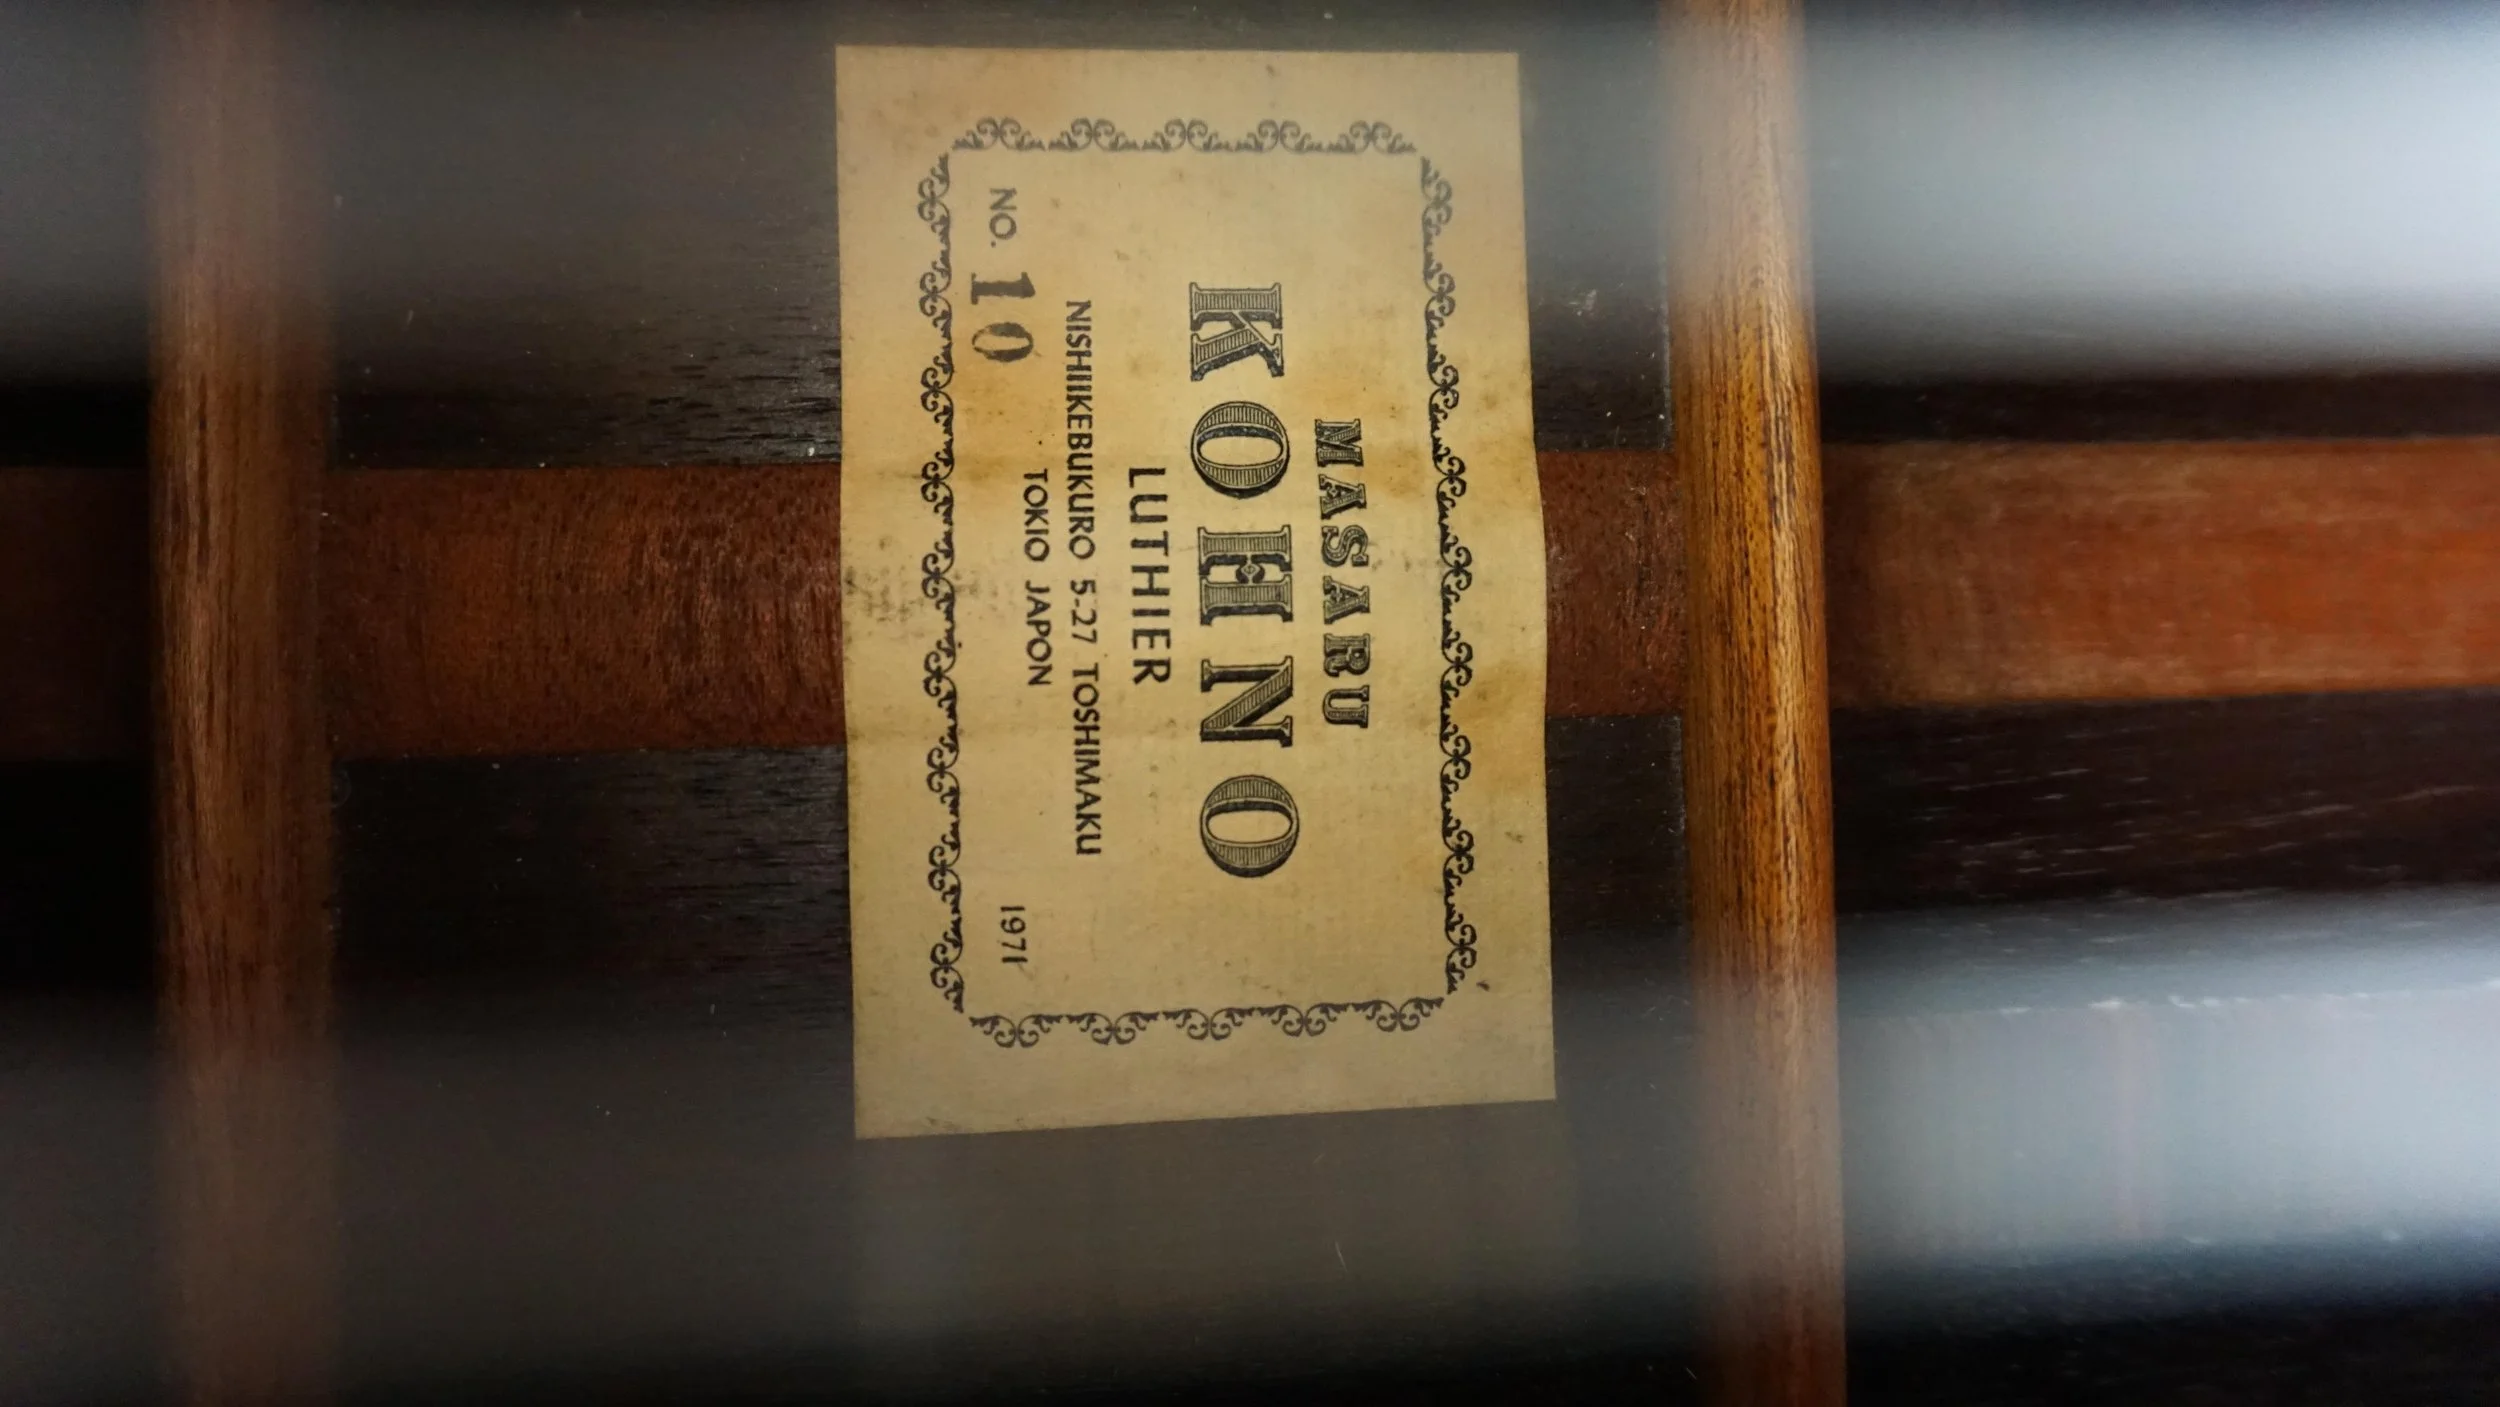 MASARU
KOHNO
LUTHIER
NISHIIKEBUKURO 5-27 TOSHIMAKU
TOKIO JAPON
NO. 10
1971